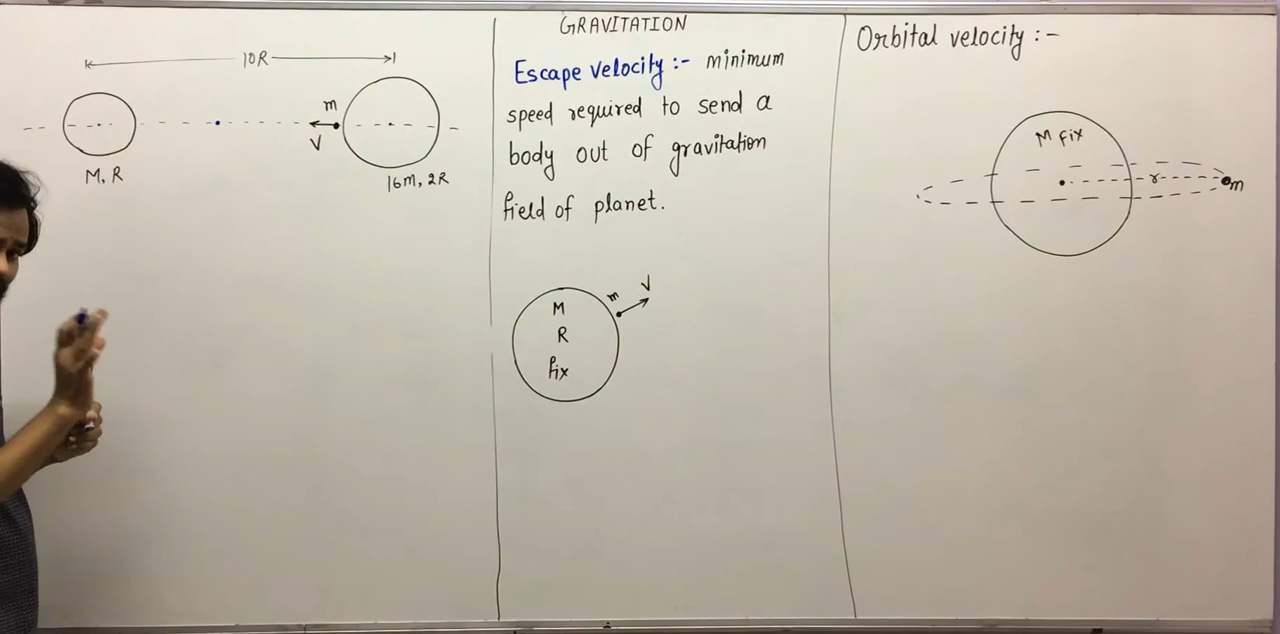 GRAVITATION
10R
m
V
M, R
16m, 2R
Escape velocity :- minimum
speed required to send a
body out of gravitation
field of planet.
m
V
M
R
fix
Orbital velocity :-
M fix
r
m